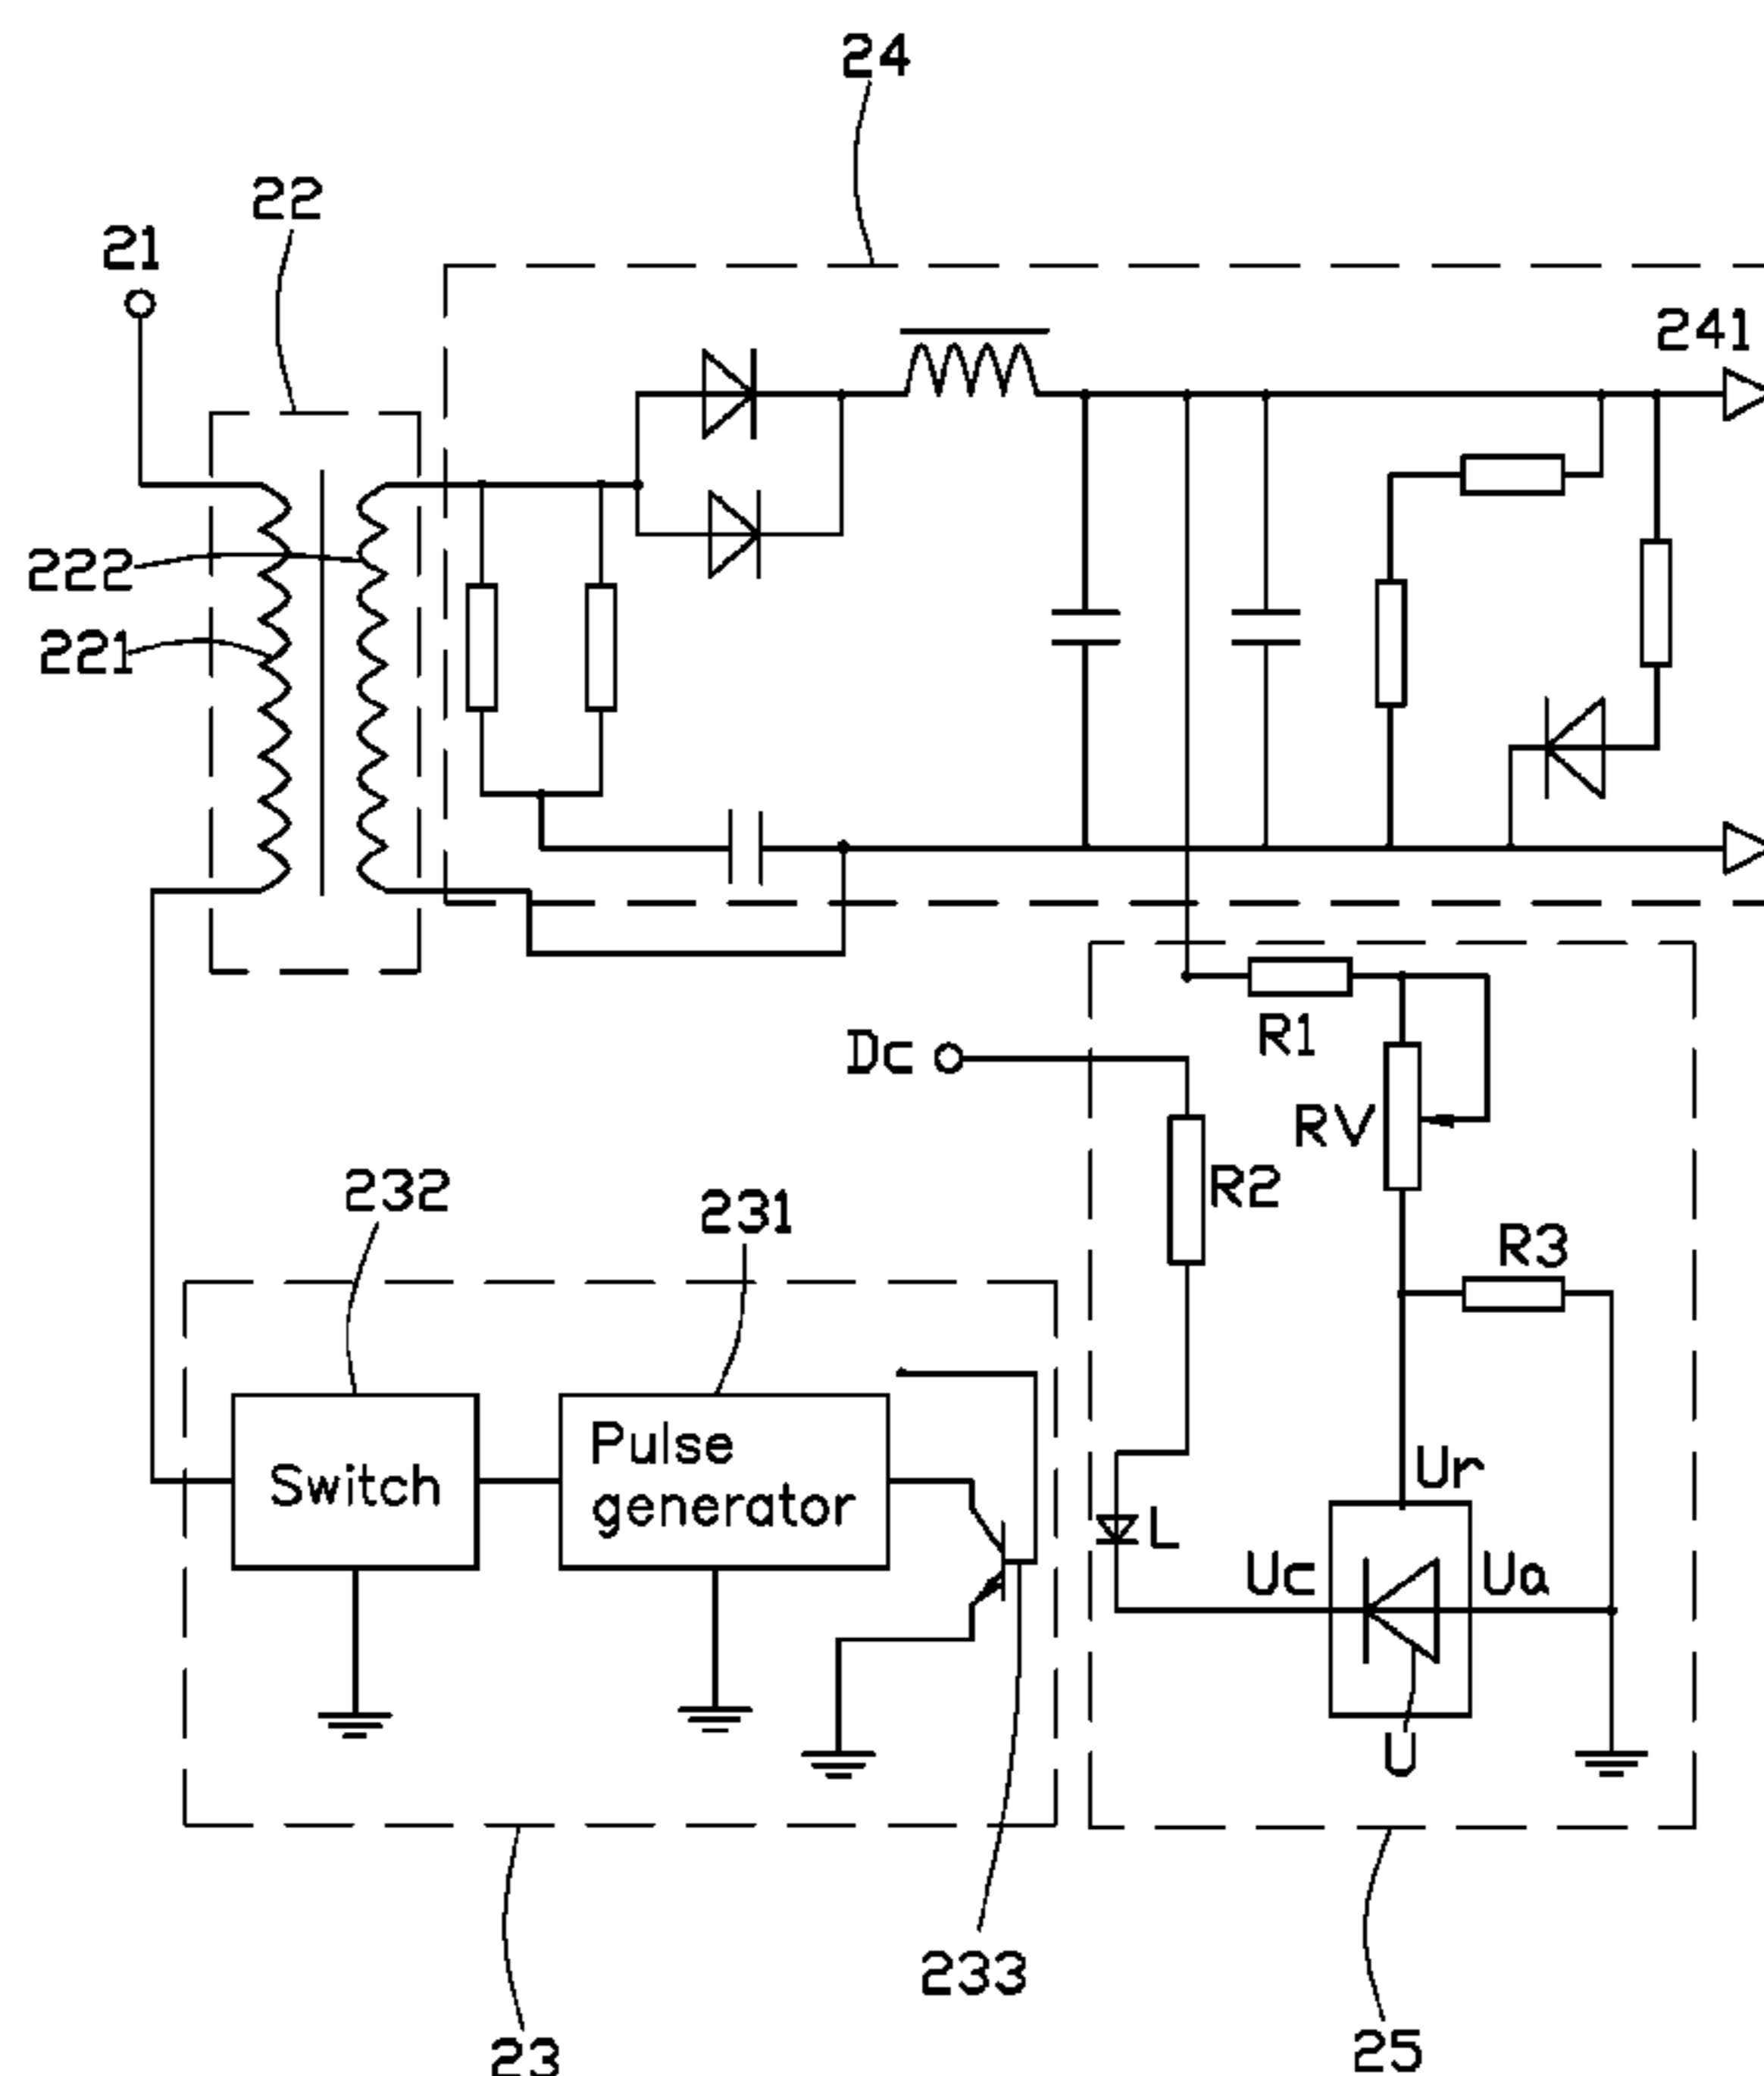 24
22
21
241
222
221
R1
Dc
RV
R2
232
231
R3
Pulse
generator
Switch
Ur
L
Uc
Ua
U
233
23
25